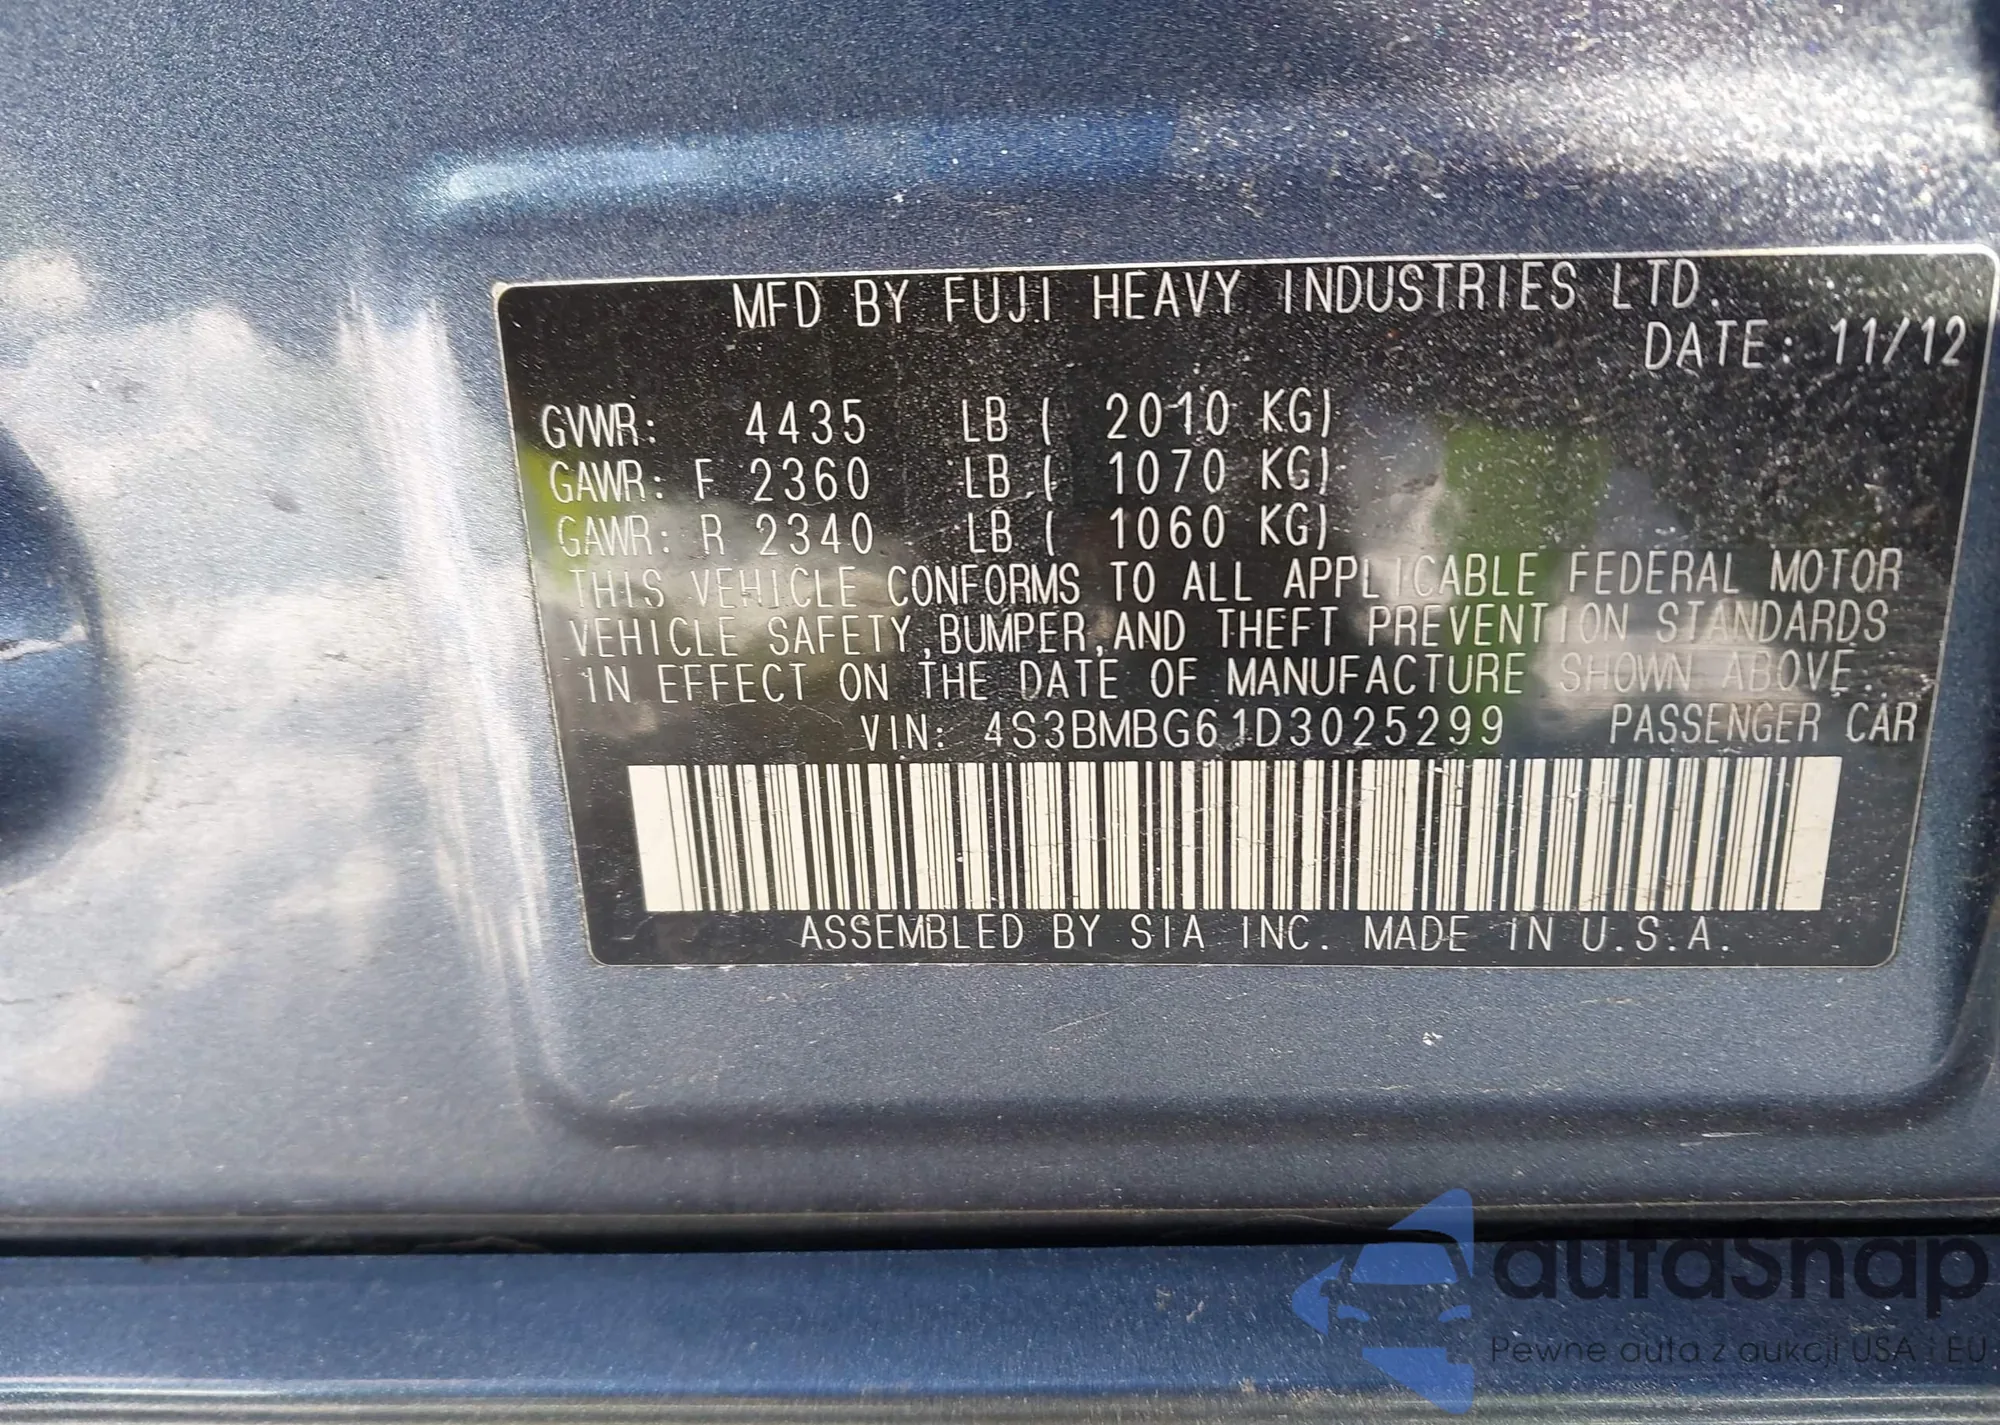 MFD BY FUJI HEAVY INDUSTRIES LTD.
DATE: 11/12
GVWR: 4435 LB ( 2010 KG)
GAWR: F 2360 LB ( 1070 KG)
GAWR: R 2340 LB ( 1060 KG)
THIS VEHICLE CONFORMS TO ALL APPLICABLE FEDERAL MOTOR
VEHICLE SAFETY,BUMPER,AND THEFT PREVENTION STANDARDS
IN EFFECT ON THE DATE OF MANUFACTURE SHOWN ABOVE.
VIN: 4S3BMBG61D3025299 PASSENGER CAR
ASSEMBLED BY SIA INC. MADE IN U.S.A.
autasnap
Pewne auta z aukcji USA i EU